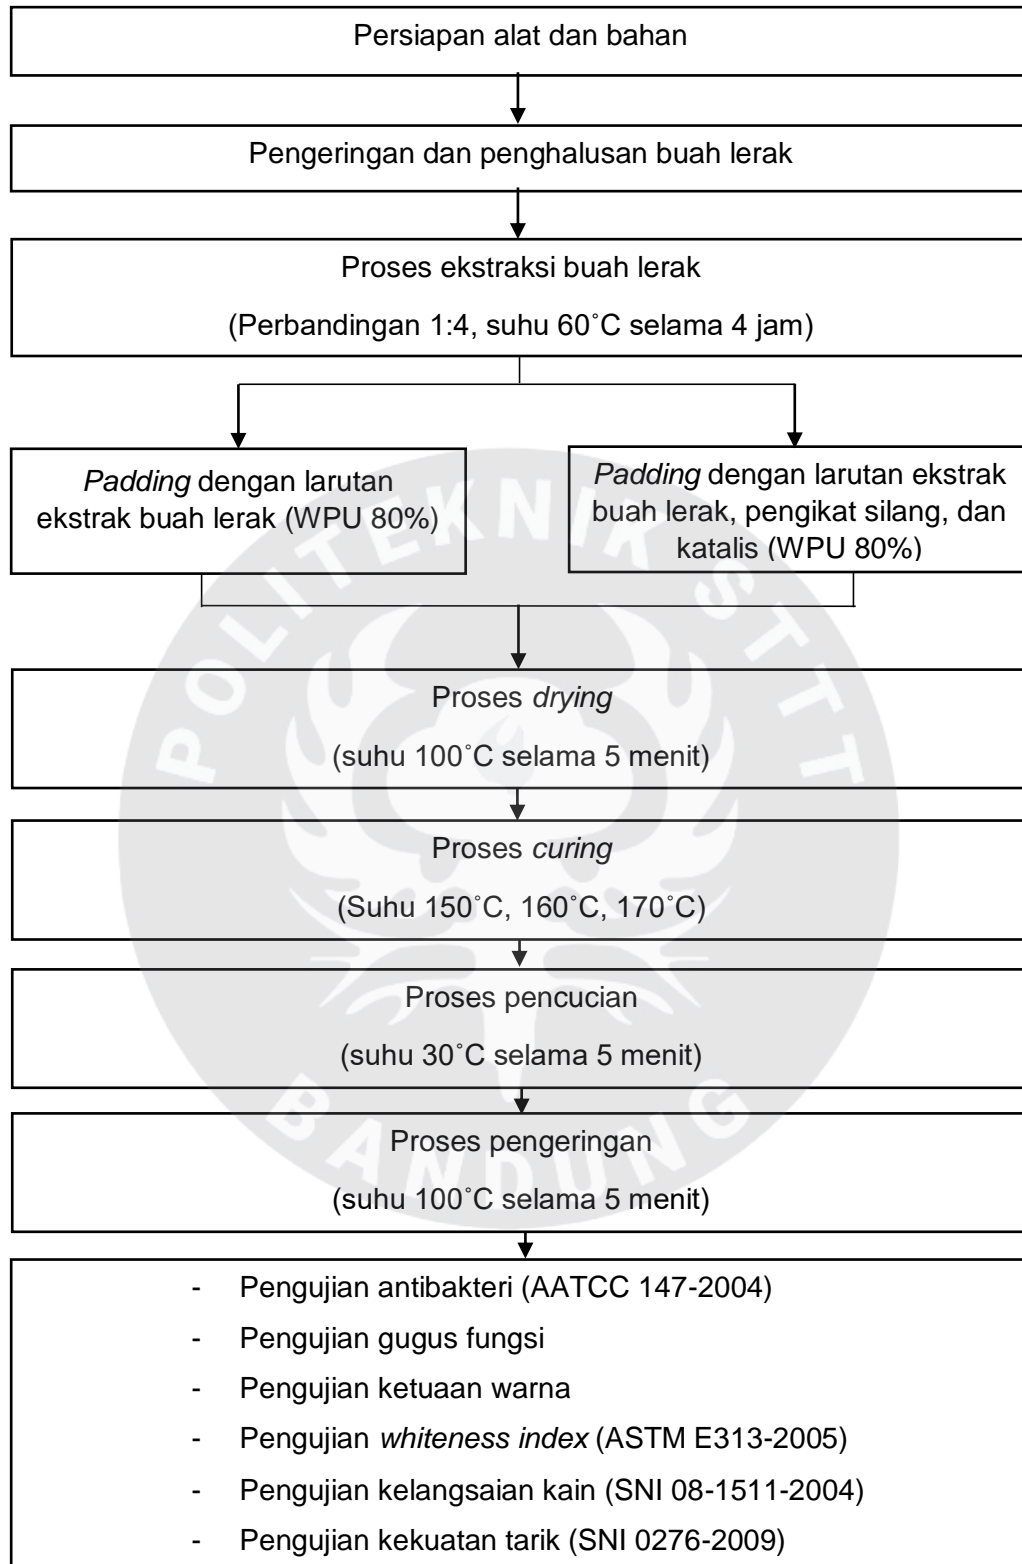 Persiapan alat dan bahan
Pengeringan dan penghalusan buah lerak
Proses ekstraksi buah lerak
(Perbandingan 1:4, suhu 60˚C selama 4 jam)
Padding dengan larutan
ekstrak buah lerak (WPU 80%)
Padding dengan larutan ekstrak
buah lerak, pengikat silang, dan
katalis (WPU 80%)
Proses drying
(suhu 100˚C selama 5 menit)
Proses curing
(Suhu 150˚C, 160˚C, 170˚C)
Proses pencucian
(suhu 30˚C selama 5 menit)
Proses pengeringan
(suhu 100˚C selama 5 menit)
- Pengujian antibakteri (AATCC 147-2004)
- Pengujian gugus fungsi
- Pengujian ketuaan warna
- Pengujian whiteness index (ASTM E313-2005)
- Pengujian kelangsaian kain (SNI 08-1511-2004)
- Pengujian kekuatan tarik (SNI 0276-2009)
POLITEKNIK STTT
BANDUNG